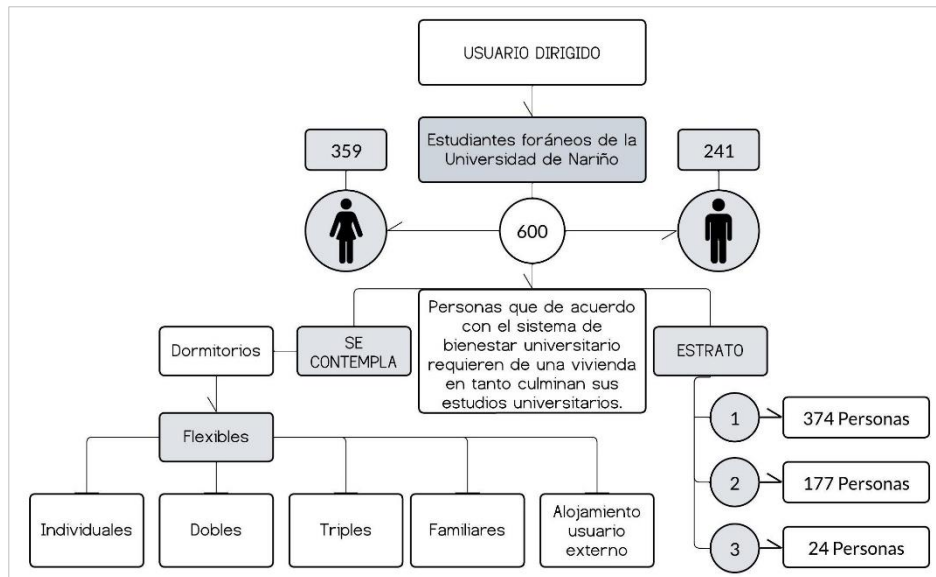 USUARIO DIRIGIDO
Estudiantes foráneos de la
Universidad de Nariño
359
241
600
Personas que de acuerdo
con el sistema de
bienestar universitario
requieren de una vivienda
en tanto culminan sus
estudios universitarios.
SE
CONTEMPLA
Dormitorios
Flexibles
Individuales
Dobles
Triples
Familiares
Alojamiento
usuario
externo
ESTRATO
1
374 Personas
2
177 Personas
3
24 Personas